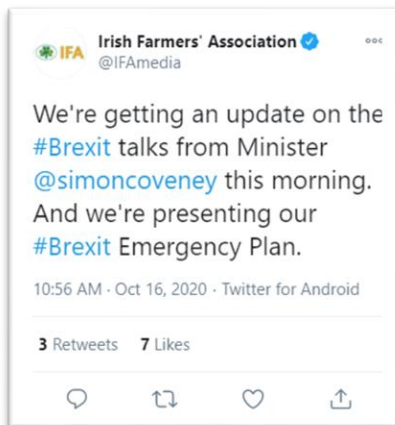 IFA
Irish Farmers' Association
@IFAmedia
We're getting an update on the
#Brexit talks from Minister
@simoncoveney this morning.
And we're presenting our
#Brexit Emergency Plan.
10:56 AM · Oct 16, 2020 · Twitter for Android
3 Retweets 7 Likes